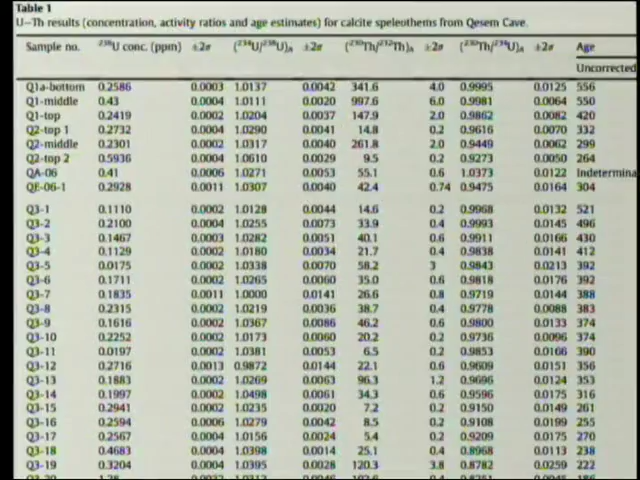 Table 1
U–Th results (concentration, activity ratios and age estimates) for calcite speleothems from Qesem Cave.
Sample no. ²³⁸U conc. (ppm) ±2σ (²³⁴U/²³⁸U)A ±2σ (²³⁰Th/²³²Th)A ±2σ (²³⁰Th/²³⁴U)A ±2σ Age
Uncorrected
Q1a-bottom 0.2586 0.0003 1.0137 0.0042 341.6 4.0 0.9995 0.0125 556
Q1-middle 0.43 0.0004 1.0111 0.0020 997.6 6.0 0.9981 0.0064 550
Q1-top 0.2419 0.0002 1.0204 0.0037 147.9 2.0 0.9862 0.0082 420
Q2-top 1 0.2732 0.0004 1.0290 0.0041 14.8 0.2 0.9616 0.0070 332
Q2-middle 0.2301 0.0002 1.0317 0.0040 261.8 2.0 0.9449 0.0062 299
Q2-top 2 0.5936 0.0004 1.0610 0.0029 9.5 0.2 0.9273 0.0050 264
QA-06 0.41 0.0006 1.0271 0.0053 55.1 0.6 1.0373 0.0122 Indetermina
QE-06-1 0.2928 0.0011 1.0307 0.0040 42.4 0.74 0.9475 0.0164 304
Q3-1 0.1110 0.0002 1.0128 0.0044 14.6 0.2 0.9968 0.0132 521
Q3-2 0.2100 0.0004 1.0255 0.0073 33.9 0.4 0.9993 0.0145 496
Q3-3 0.1467 0.0003 1.0282 0.0051 40.1 0.6 0.9911 0.0166 430
Q3-4 0.1129 0.0002 1.0180 0.0034 21.7 0.4 0.9838 0.0141 412
Q3-5 0.0175 0.0002 1.0338 0.0070 58.2 3 0.9843 0.0213 392
Q3-6 0.1711 0.0002 1.0265 0.0060 35.0 0.6 0.9818 0.0176 392
Q3-7 0.1835 0.0011 1.0000 0.0141 26.6 0.8 0.9719 0.0144 388
Q3-8 0.2315 0.0002 1.0219 0.0036 38.7 0.4 0.9778 0.0088 383
Q3-9 0.1616 0.0002 1.0367 0.0086 46.2 0.6 0.9800 0.0133 374
Q3-10 0.2252 0.0002 1.0173 0.0060 20.2 0.2 0.9736 0.0096 374
Q3-11 0.0197 0.0002 1.0381 0.0053 6.5 0.2 0.9853 0.0166 390
Q3-12 0.2716 0.0013 0.9872 0.0144 22.1 0.6 0.9609 0.0151 356
Q3-13 0.1883 0.0002 1.0269 0.0063 96.3 1.2 0.9696 0.0124 353
Q3-14 0.1997 0.0002 1.0498 0.0061 34.3 0.6 0.9596 0.0175 316
Q3-15 0.2941 0.0002 1.0235 0.0020 7.2 0.2 0.9150 0.0149 261
Q3-16 0.2594 0.0006 1.0279 0.0042 8.5 0.2 0.9108 0.0199 255
Q3-17 0.2567 0.0004 1.0156 0.0024 5.4 0.2 0.9209 0.0175 270
Q3-18 0.4683 0.0004 1.0398 0.0014 25.1 0.4 0.8968 0.0113 238
Q3-19 0.3204 0.0004 1.0395 0.0028 120.3 3.8 0.8782 0.0259 222